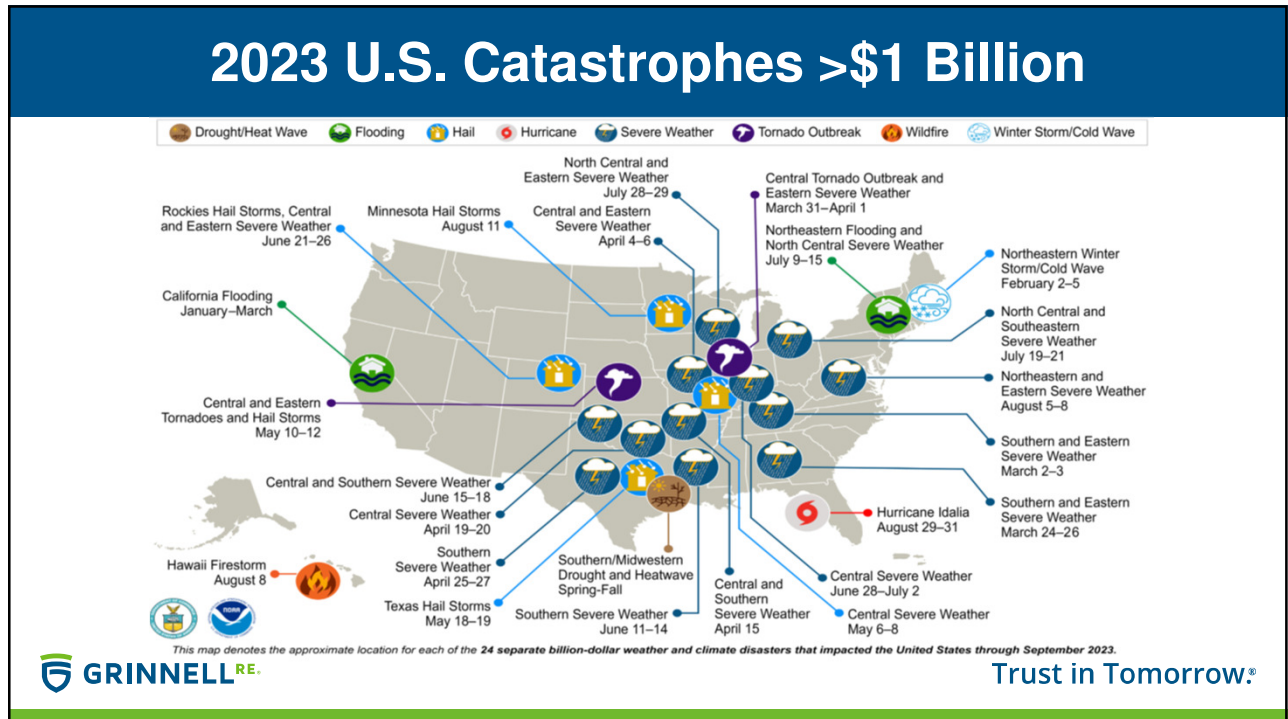 2023 U.S. Catastrophes >$1 Billion
Drought/Heat Wave
Flooding
Hail
Hurricane
Severe Weather
Tornado Outbreak
Wildfire
Winter Storm/Cold Wave
North Central and
Eastern Severe Weather
July 28–29
Central Tornado Outbreak and
Eastern Severe Weather
March 31–April 1
Rockies Hail Storms, Central
and Eastern Severe Weather
June 21–26
Minnesota Hail Storms
August 11
Central and Eastern
Severe Weather
April 4–6
Northeastern Flooding and
North Central Severe Weather
July 9–15
Northeastern Winter
Storm/Cold Wave
February 2–5
California Flooding
January–March
North Central and
Southeastern
Severe Weather
July 19–21
Northeastern and
Eastern Severe Weather
August 5–8
Central and Eastern
Tornadoes and Hail Storms
May 10–12
Southern and Eastern
Severe Weather
March 2–3
Central and Southern Severe Weather
June 15–18
Central Severe Weather
April 19–20
Southern and Eastern
Severe Weather
March 24–26
Hurricane Idalia
August 29–31
Southern
Severe Weather
April 25–27
Hawaii Firestorm
August 8
Southern/Midwestern
Drought and Heatwave
Spring-Fall
Central and
Southern
Severe Weather
April 15
Central Severe Weather
June 28–July 2
Texas Hail Storms
May 18–19
Southern Severe Weather
June 11–14
Central Severe Weather
May 6–8
NOAA
This map denotes the approximate location for each of the 24 separate billion-dollar weather and climate disasters that impacted the United States through September 2023.
GRINNELL RE®
Trust in Tomorrow.®